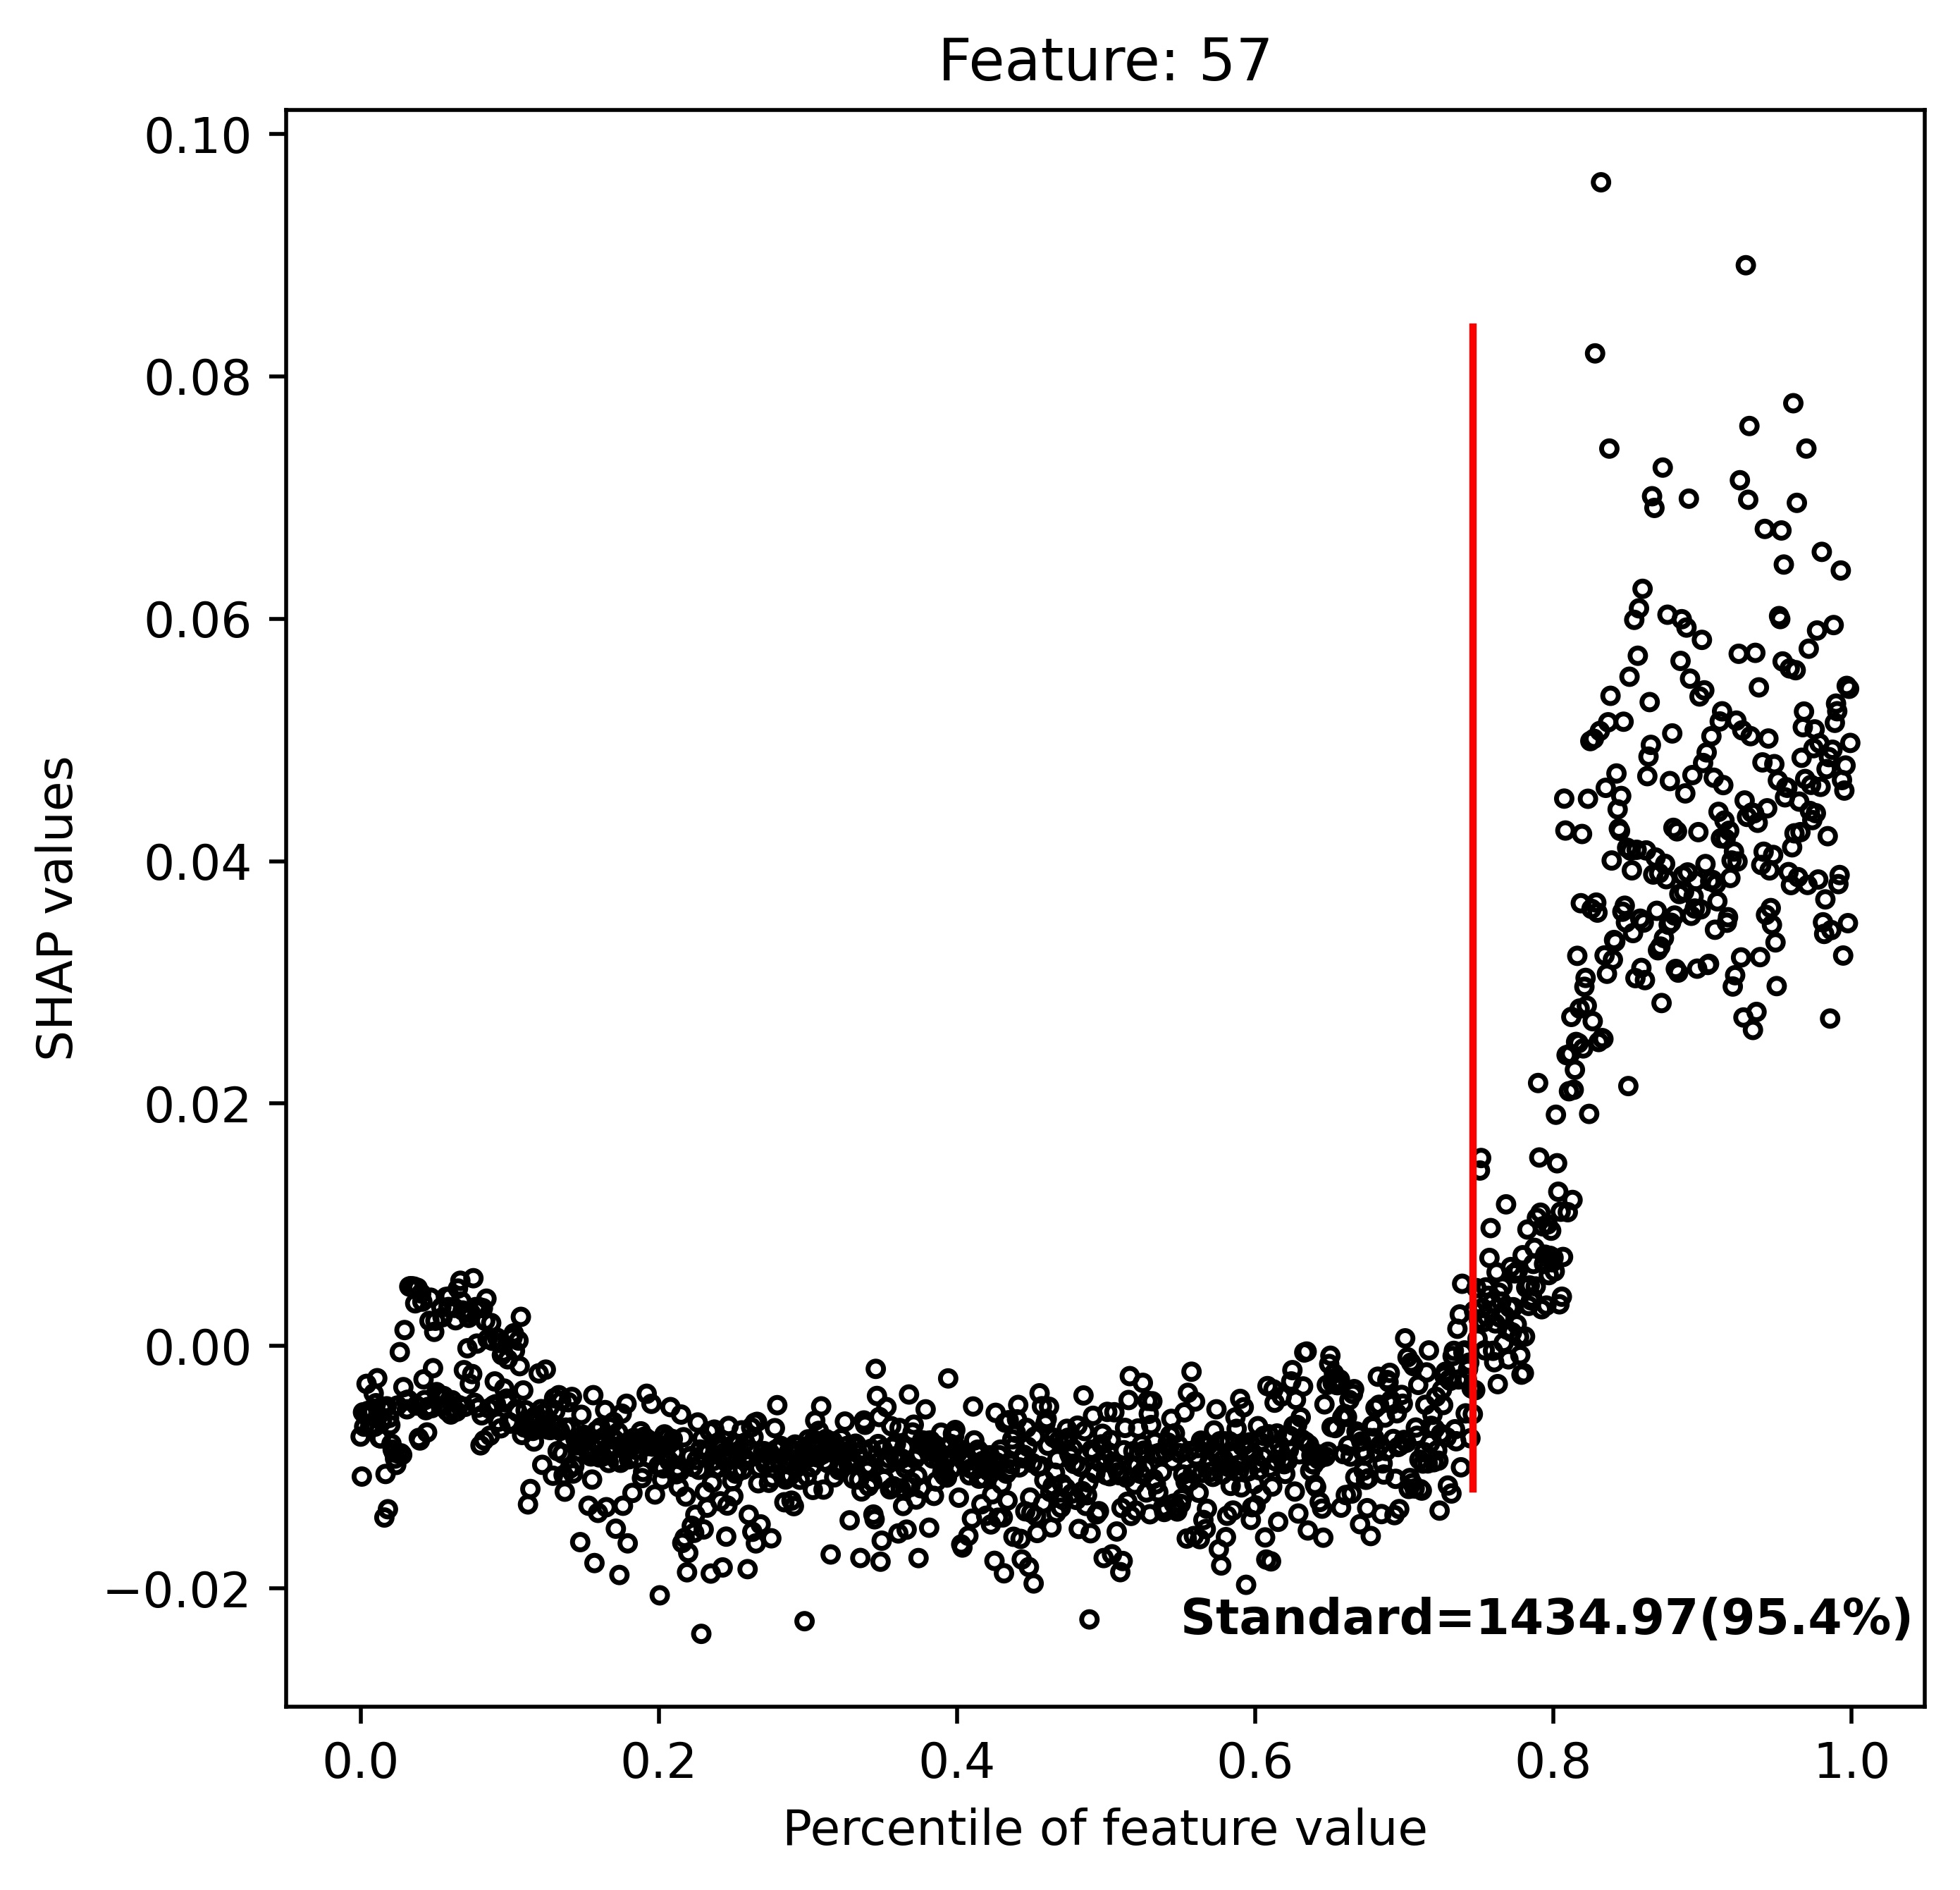 Feature: 57
0.10
0.08
0.06
0.04
0.02
0.00
−0.02
SHAP values
Standard=1434.97(95.4%)
0.0 0.2 0.4 0.6 0.8 1.0
Percentile of feature value